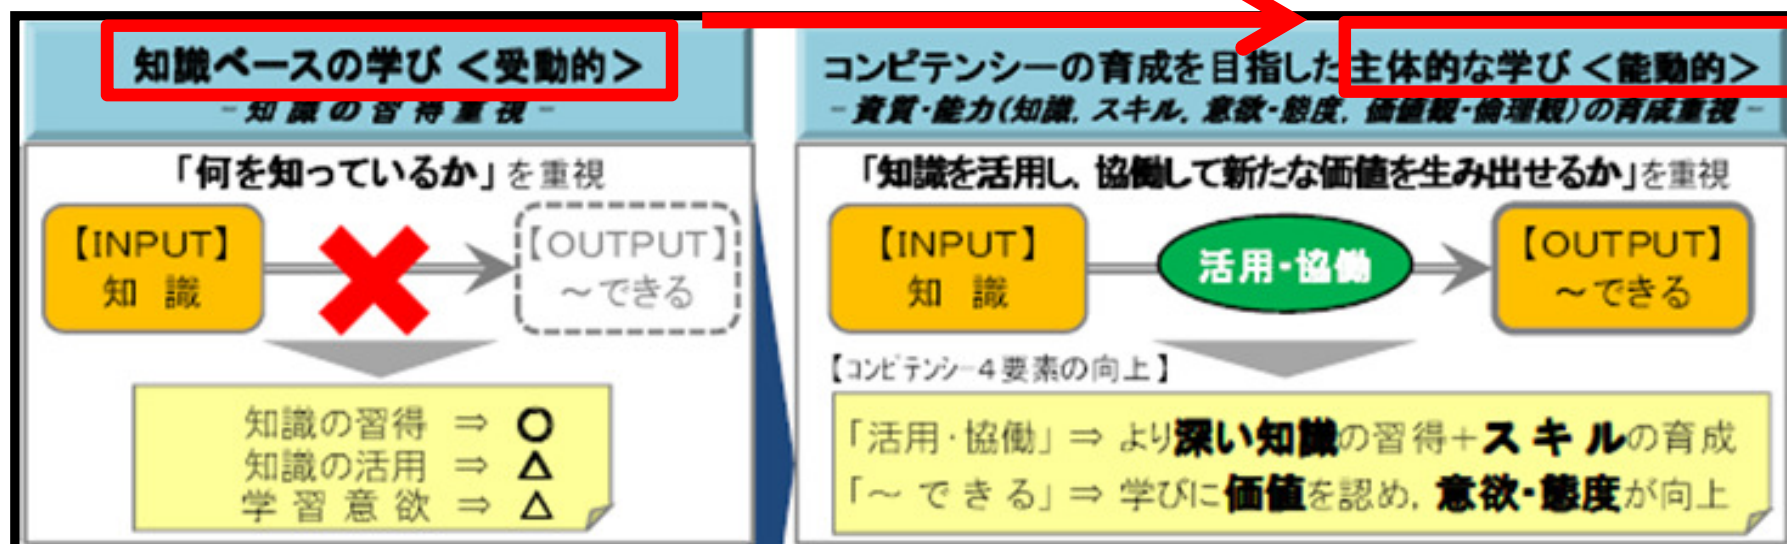 知識ベースの学び＜受動的＞
－知識の習得重視－
「何を知っているか」を重視
【INPUT】
知 識
【OUTPUT】
～できる
知識の習得 ⇒ ○
知識の活用 ⇒ △
学習意欲 ⇒ △
コンピテンシーの育成を目指した主体的な学び＜能動的＞
－資質・能力(知識, スキル, 意欲・態度, 価値観・倫理観)の育成重視－
「知識を活用し, 協働して新たな価値を生み出せるか」を重視
【INPUT】
知 識
活用・協働
【OUTPUT】
～できる
【コンピテンシー４要素の向上】
「活用・協働」⇒ より深い知識の習得＋スキルの育成
「～できる」⇒ 学びに価値を認め, 意欲・態度が向上